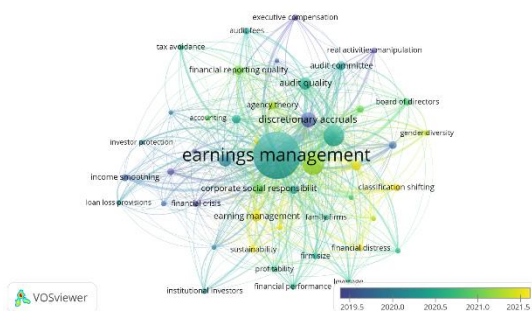 executive compensation
audit fees
tax avoidance
real activities manipulation
financial reporting quality
audit committee
audit quality
agency theory
board of directors
accounting
discretionary accruals
gender diversity
investor protection
earnings management
income smoothing
corporate social responsibilit
classification shifting
loan loss provisions
financial crisis
earning management
family firms
sustainability
financial distress
firm size
profitability
institutional investors
financial performance
leverage
VOSviewer
2019.5 2020.0 2020.5 2021.0 2021.5